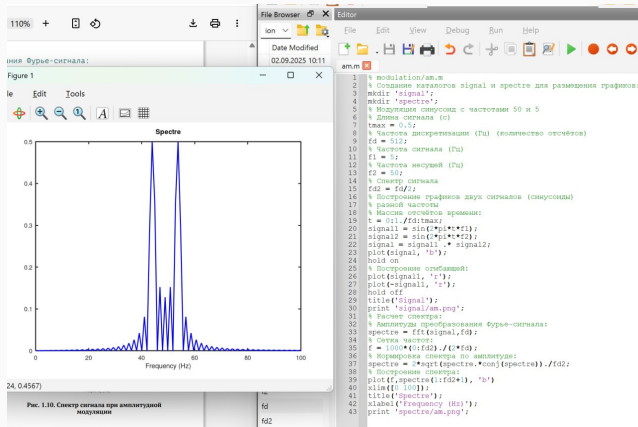 110% +
ния Фурье-сигнала:
Figure 1
le Edit Tools
A
Spectre
0.5
0.4
0.3
0.2
0.1
0
0 20 40 60 80 100
Frequency (Hz)
24, 0.4567)
Рис. 1.10. Спектр сигнала при амплитудной
модуляции
File Browser
ion
Date Modified
02.09.2025 10:11
fd
fd2
Editor
File Edit View Debug Run Help
am.m
1 % modulation/am.m
2 % Создание каталогов signal и spectre для размещения графиков:
3 mkdir 'signal';
4 mkdir 'spectre';
5 % Модуляция синусоид с частотами 50 и 5
6 % Длина сигнала (с)
7 tmax = 0.5;
8 % Частота дискретизации (Гц) (количество отсчётов)
9 fd = 512;
10 % Частота сигнала (Гц)
11 f1 = 5;
12 % Частота несущей (Гц)
13 f2 = 50;
14 % Спектр сигнала
15 fd2 = fd/2;
16 % Построение графиков двух сигналов (синусоиды)
17 % разной частоты
18 % Массив отсчётов времени:
19 t = 0:1./fd:tmax;
20 signal1 = sin(2*pi*t*f1);
21 signal2 = sin(2*pi*t*f2);
22 signal = signal1 .* signal2;
23 plot(signal, 'b');
24 hold on
25 % Построение огибающей:
26 plot(signal1, 'r');
27 plot(-signal1, 'r');
28 hold off
29 title('Signal');
30 print 'signal/am.png';
31 % Расчет спектра:
32 % Амплитуды преобразования Фурье-сигнала:
33 spectre = fft(signal,fd);
34 % Сетка частот:
35 f = 1000*(0:fd2)./(2*fd);
36 % Нормировка спектра по амплитуде:
37 spectre = 2*sqrt(spectre.*conj(spectre))./fd2;
38 % Построение спектра:
39 plot(f,spectre(1:fd2+1), 'b')
40 xlim([0 100]);
41 title('Spectre');
42 xlabel('Frequency (Hz)');
43 print 'spectre/am.png';